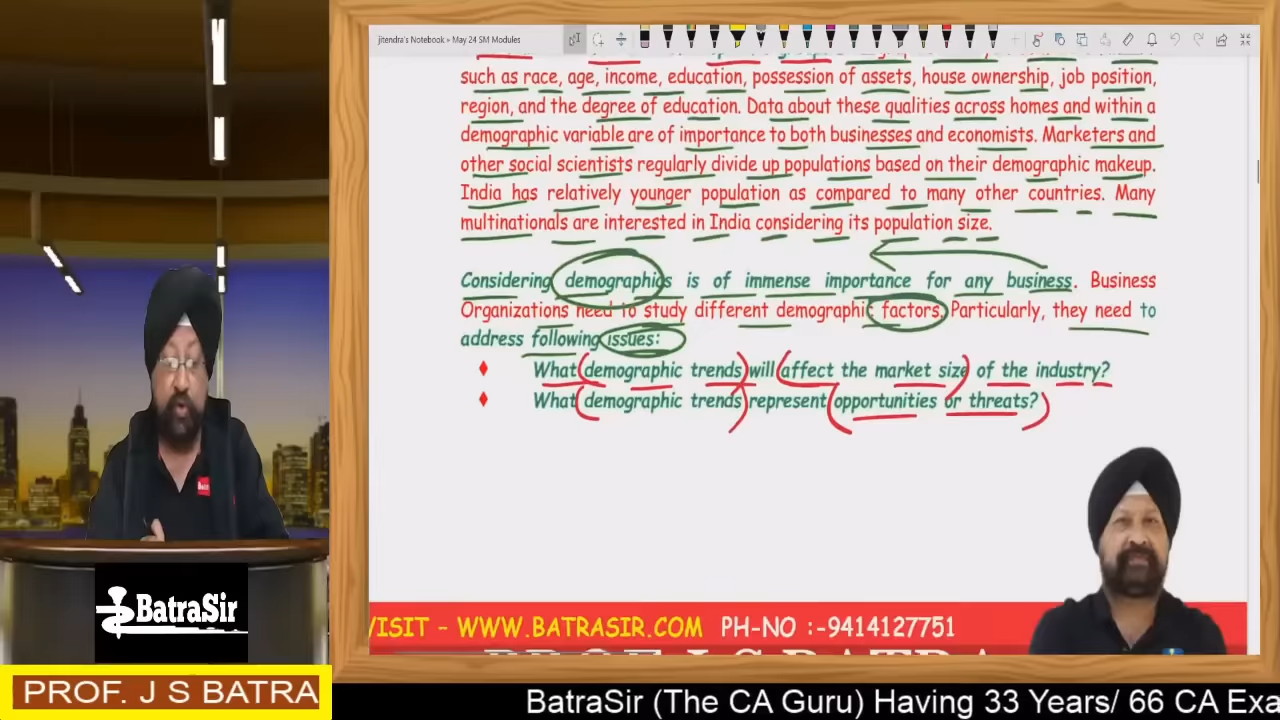 jitendra's Notebook » May 24 SM Modules
such as race, age, income, education, possession of assets, house ownership, job position,
region, and the degree of education. Data about these qualities across homes and within a
demographic variable are of importance to both businesses and economists. Marketers and
other social scientists regularly divide up populations based on their demographic makeup.
India has relatively younger population as compared to many other countries. Many
multinationals are interested in India considering its population size.
Considering demographics is of immense importance for any business. Business
Organizations need to study different demographic factors. Particularly, they need to
address following issues:
What demographic trends will affect the market size of the industry?
What demographic trends represent opportunities or threats?
BatraSir
VISIT - WWW.BATRASIR.COM PH-NO :-9414127751
PROF. J S BATRA
BatraSir (The CA Guru) Having 33 Years/ 66 CA Exa